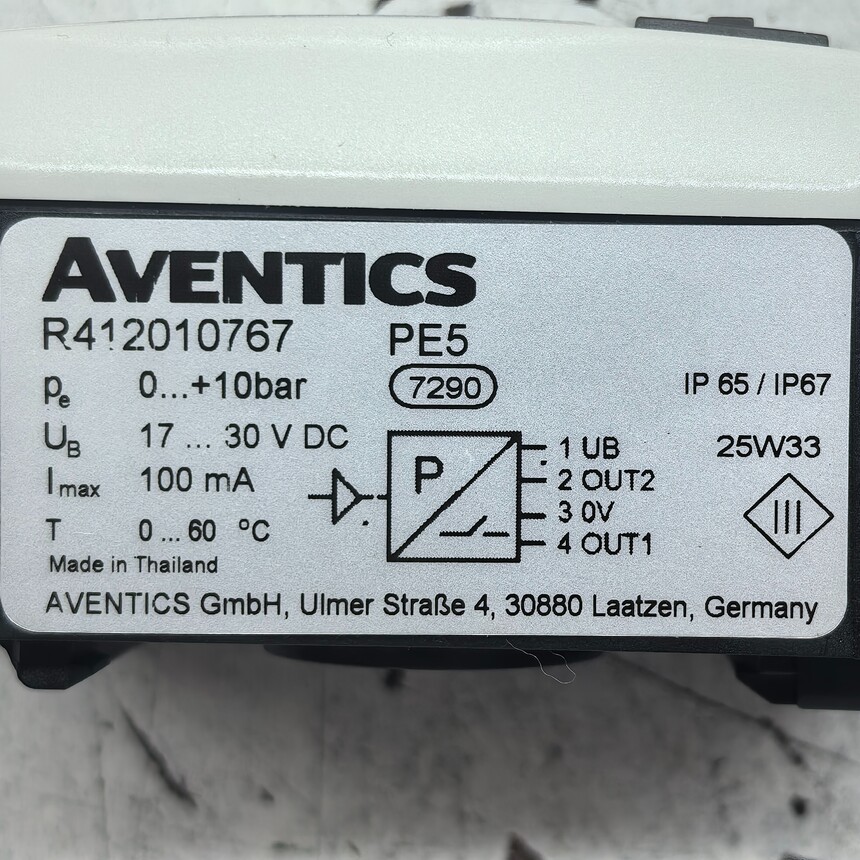 AVENTICS
R412010767 PE5
pe 0...+10bar 7290 IP 65 / IP67
UB 17 ... 30 V DC 1 UB 25W33
Imax 100 mA P 2 OUT2
3 0V
T 0 ... 60 °C 4 OUT1
Made in Thailand
AVENTICS GmbH, Ulmer Straße 4, 30880 Laatzen, Germany